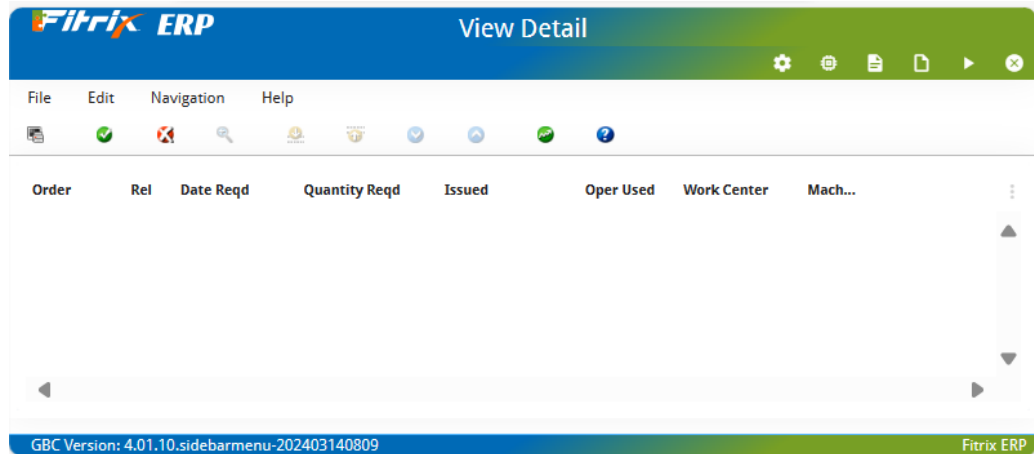 Fitrix ERP View Detail
File Edit Navigation Help
Order Rel Date Reqd Quantity Reqd Issued Oper Used Work Center Mach...
GBC Version: 4.01.10.sidebarmenu-202403140809 Fitrix ERP